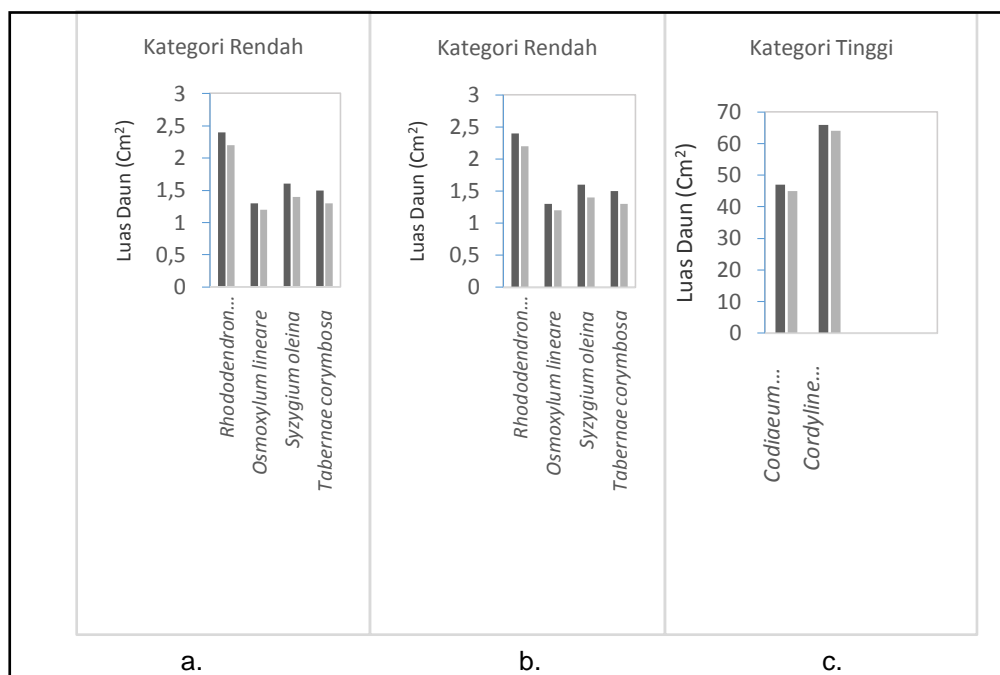 Kategori Rendah
Luas Daun (Cm²)
3
2,5
2
1,5
1
0,5
0
Rhododendron...
Osmoxylum lineare
Syzygium oleina
Tabernae corymbosa
a.
Kategori Rendah
Luas Daun (Cm²)
3
2,5
2
1,5
1
0,5
0
Rhododendron...
Osmoxylum lineare
Syzygium oleina
Tabernae corymbosa
b.
Kategori Tinggi
Luas Daun (Cm²)
70
60
50
40
30
20
10
0
Codiaeum...
Cordyline...
c.